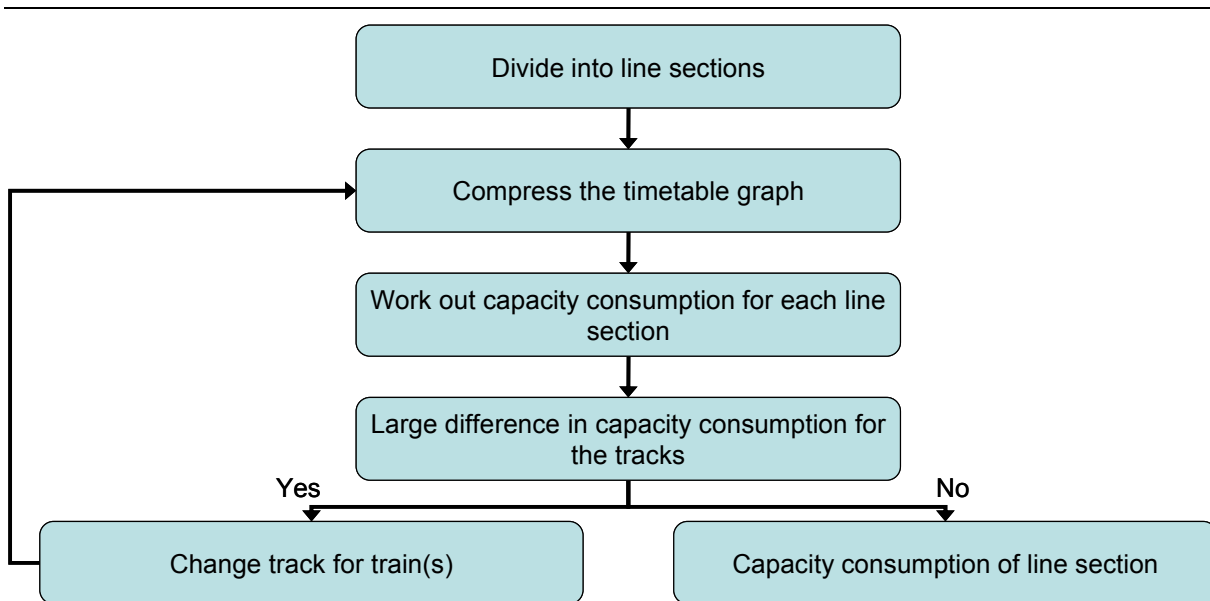 Divide into line sections
Compress the timetable graph
Work out capacity consumption for each line
section
Large difference in capacity consumption for
the tracks
Yes
No
Change track for train(s)
Capacity consumption of line section